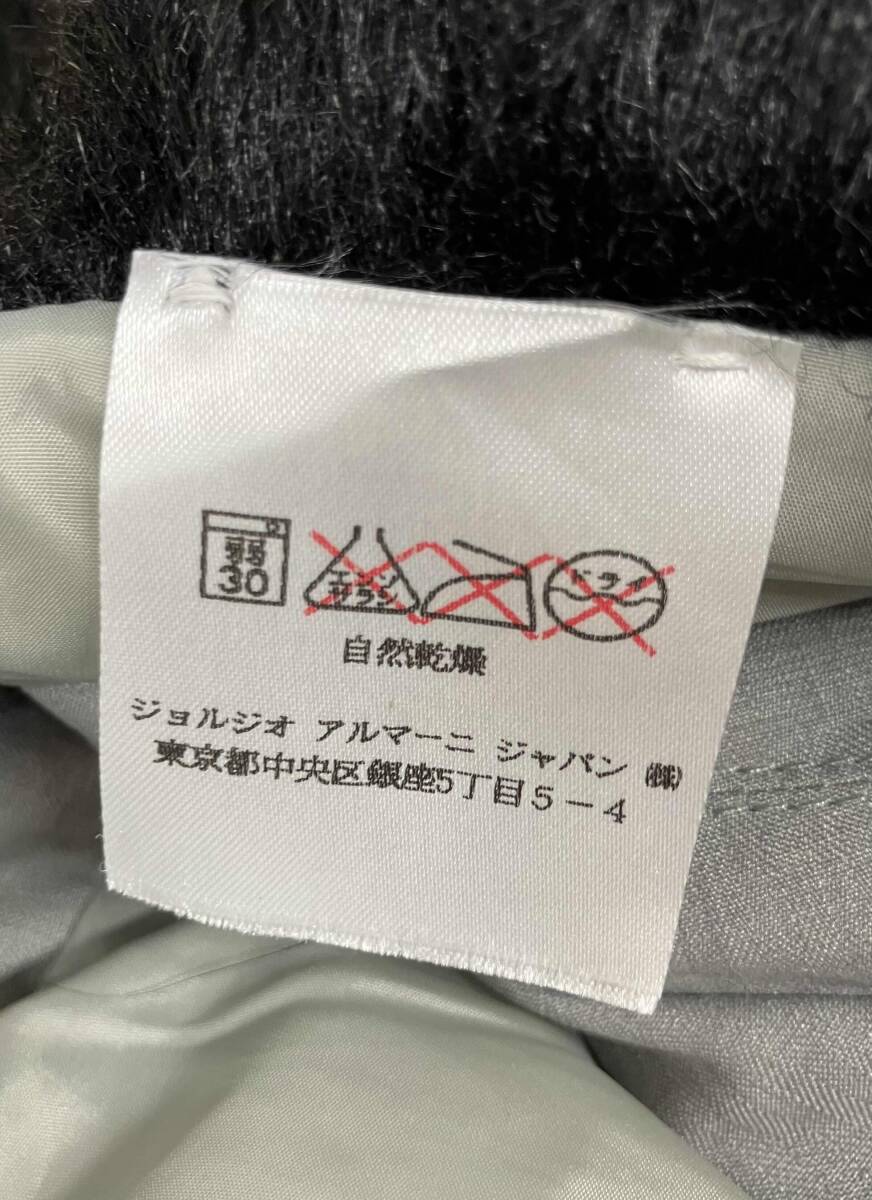 弱
30
エンソ
サラシ
ドライ
自然乾燥
ジョルジオ アルマーニ ジャパン ㈱
東京都中央区銀座5丁目5－4